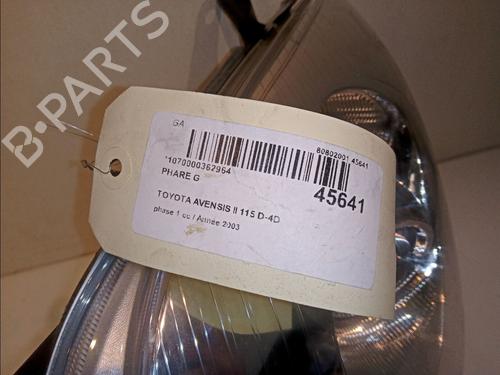 B-PARTS
GA
80802001 45641
*1070000362964
PHARE G
45641
TOYOTA AVENSIS II 115 D-4D
phase 1 cc / Année 2003